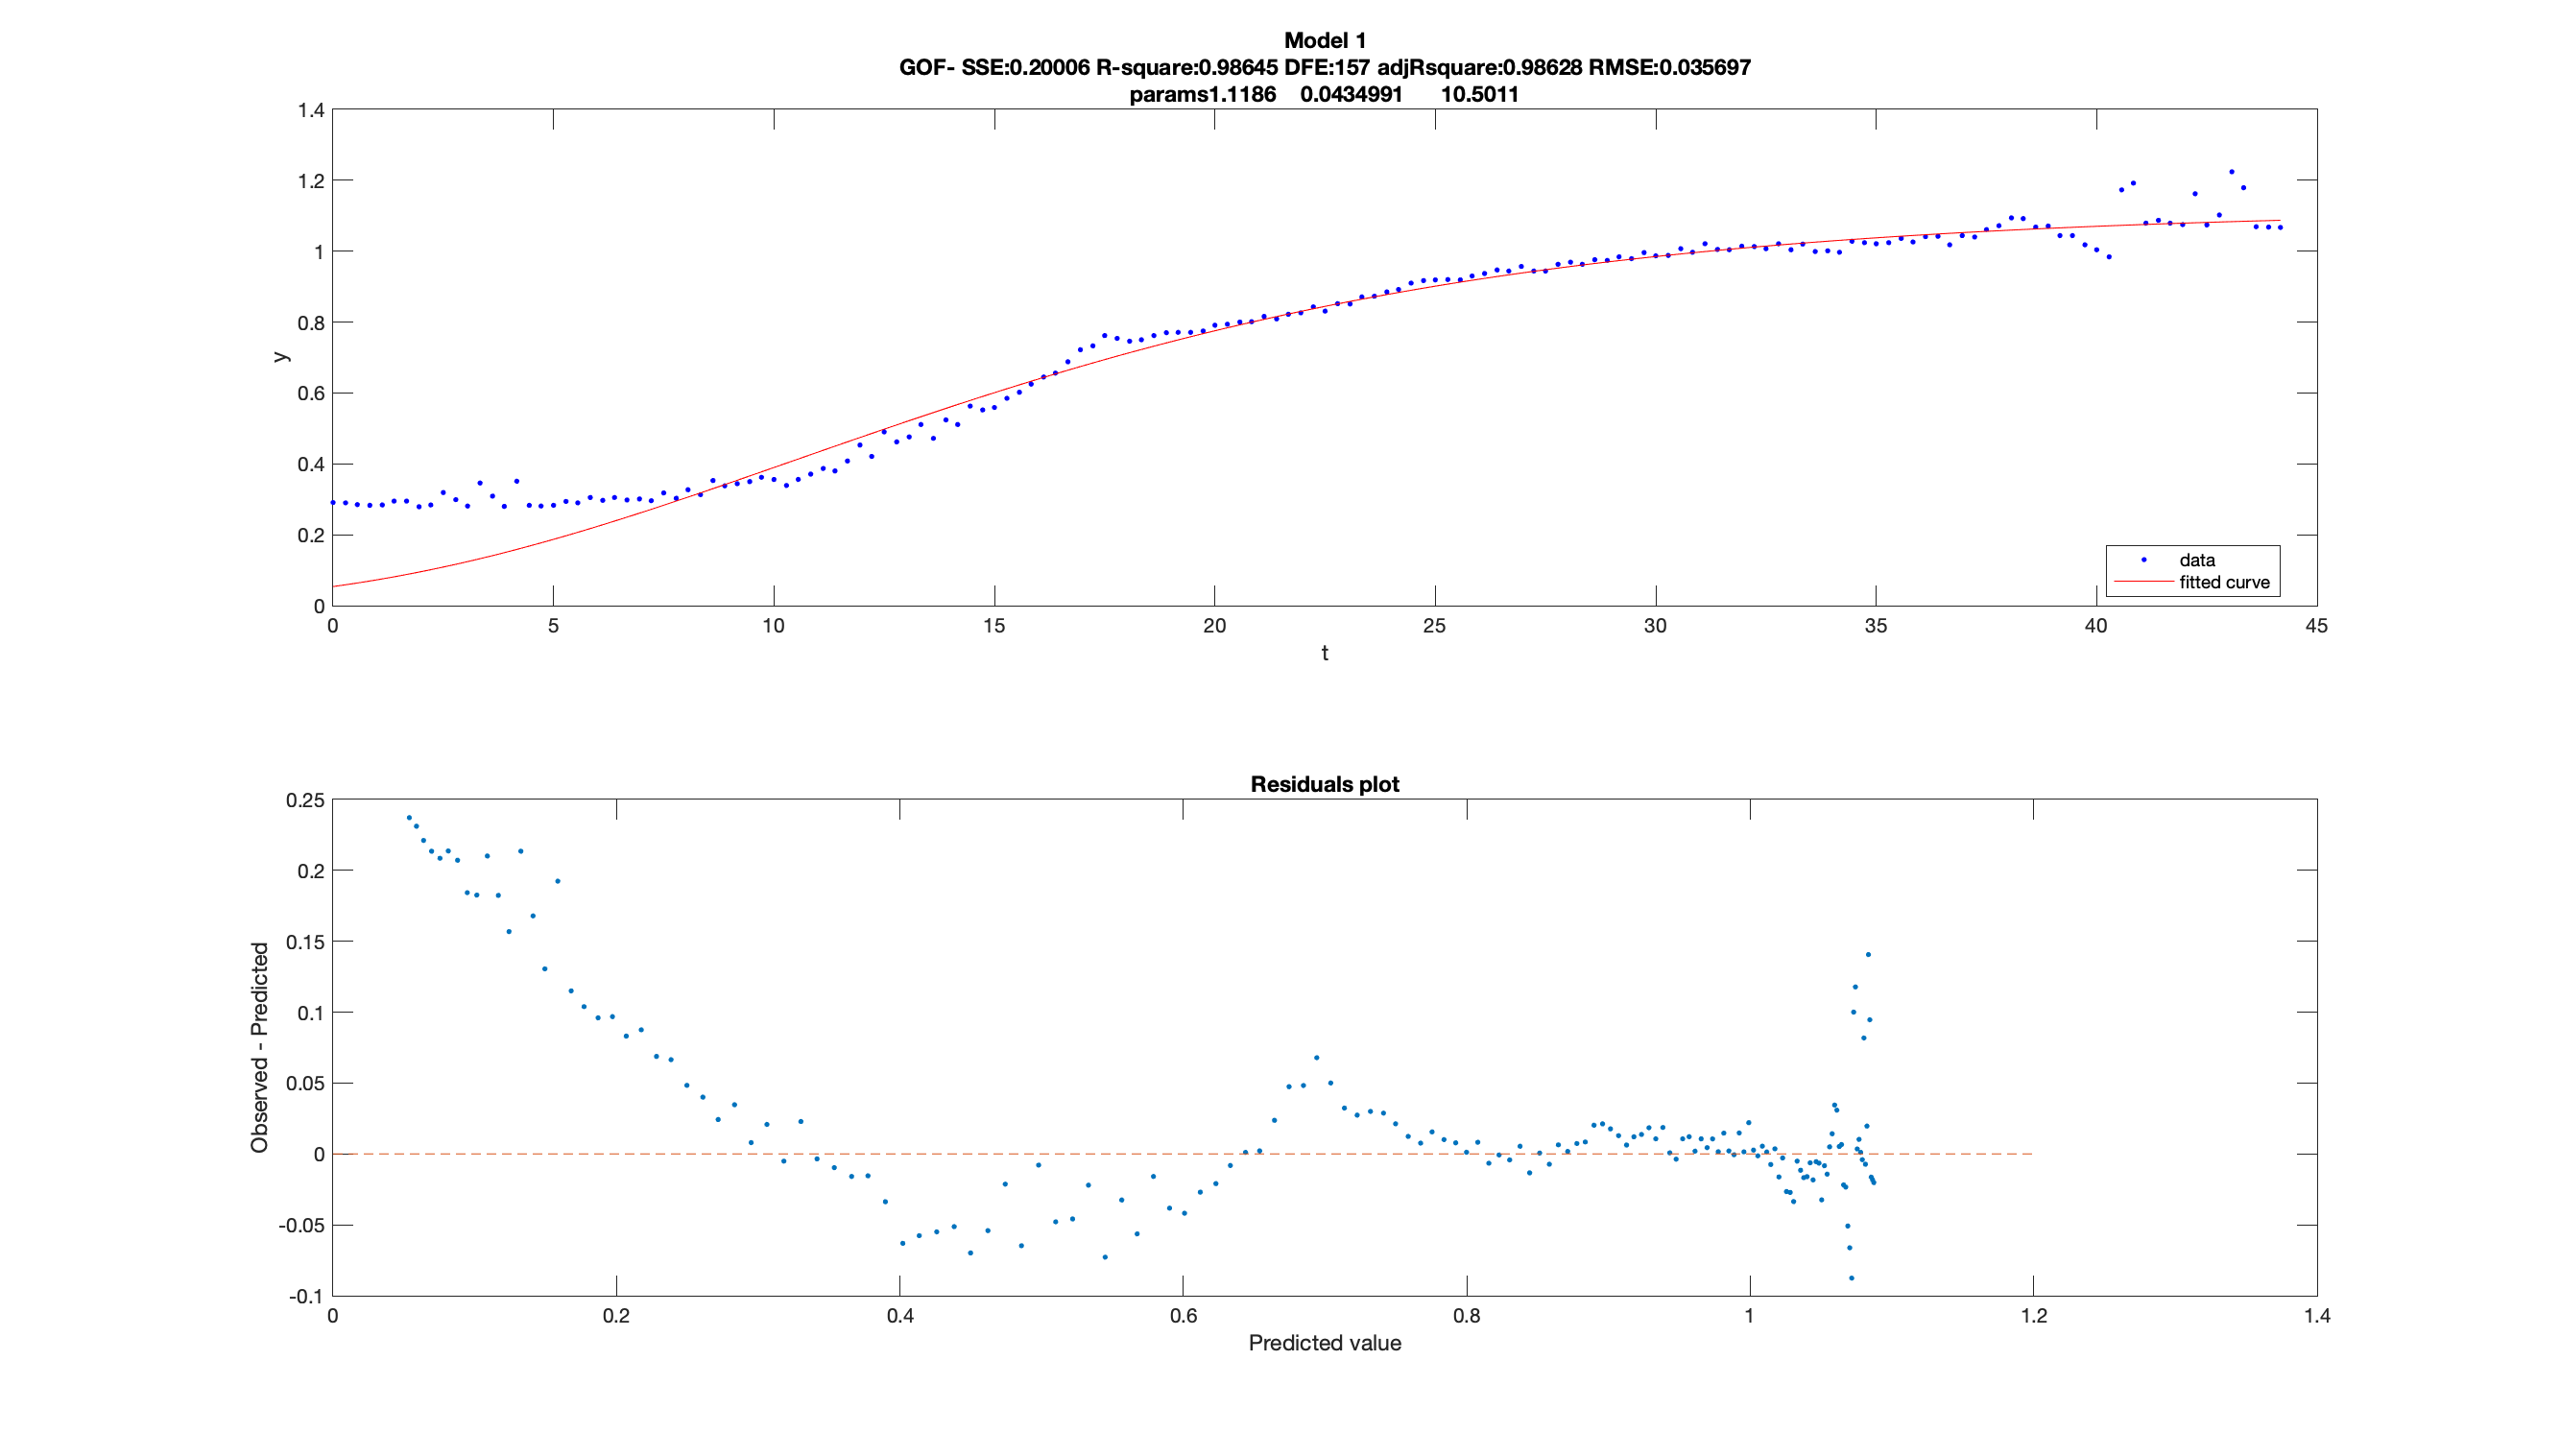 Model 1
GOF- SSE:0.20006 R-square:0.98645 DFE:157 adjRsquare:0.98628 RMSE:0.035697
params1.1186 0.0434991 10.5011
1.4
1.2
1
0.8
0.6
0.4
0.2
0
y
0 5 10 15 20 25 30 35 40 45
t
data
fitted curve
Residuals plot
0.25
0.2
0.15
0.1
0.05
0
-0.05
-0.1
Observed - Predicted
0 0.2 0.4 0.6 0.8 1 1.2 1.4
Predicted value